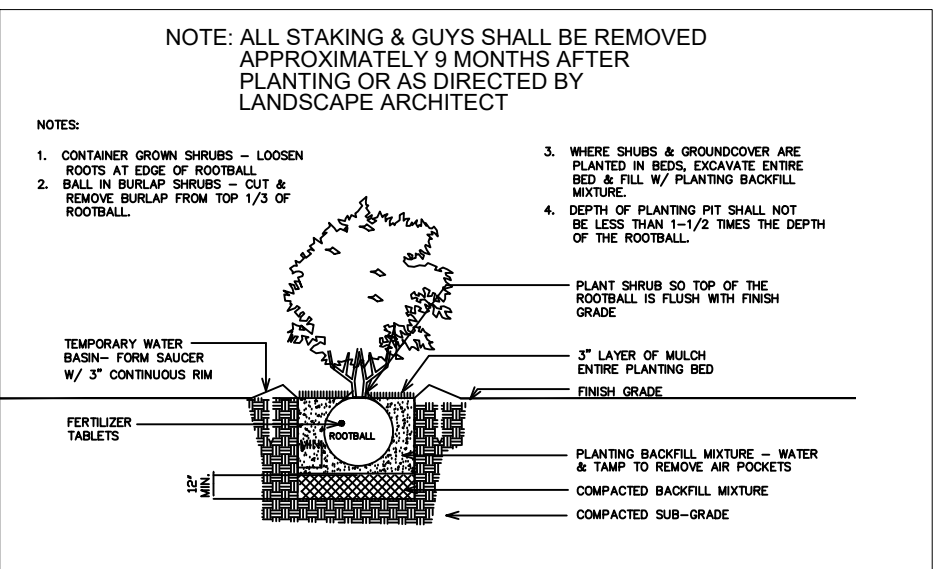 NOTE: ALL STAKING & GUYS SHALL BE REMOVED
APPROXIMATELY 9 MONTHS AFTER
PLANTING OR AS DIRECTED BY
LANDSCAPE ARCHITECT
NOTES:
1. CONTAINER GROWN SHRUBS – LOOSEN
ROOTS AT EDGE OF ROOTBALL
2. BALL IN BURLAP SHRUBS – CUT &
REMOVE BURLAP FROM TOP 1/3 OF
ROOTBALL.
3. WHERE SHUBS & GROUNDCOVER ARE
PLANTED IN BEDS, EXCAVATE ENTIRE
BED & FILL W/ PLANTING BACKFILL
MIXTURE.
4. DEPTH OF PLANTING PIT SHALL NOT
BE LESS THAN 1-1/2 TIMES THE DEPTH
OF THE ROOTBALL.
PLANT SHRUB SO TOP OF THE
ROOTBALL IS FLUSH WITH FINISH
GRADE
TEMPORARY WATER
BASIN– FORM SAUCER
W/ 3" CONTINUOUS RIM
3" LAYER OF MULCH
ENTIRE PLANTING BED
FINISH GRADE
FERTILIZER
TABLETS
ROOTBALL
PLANTING BACKFILL MIXTURE – WATER
& TAMP TO REMOVE AIR POCKETS
12"
MIN.
COMPACTED BACKFILL MIXTURE
COMPACTED SUB-GRADE